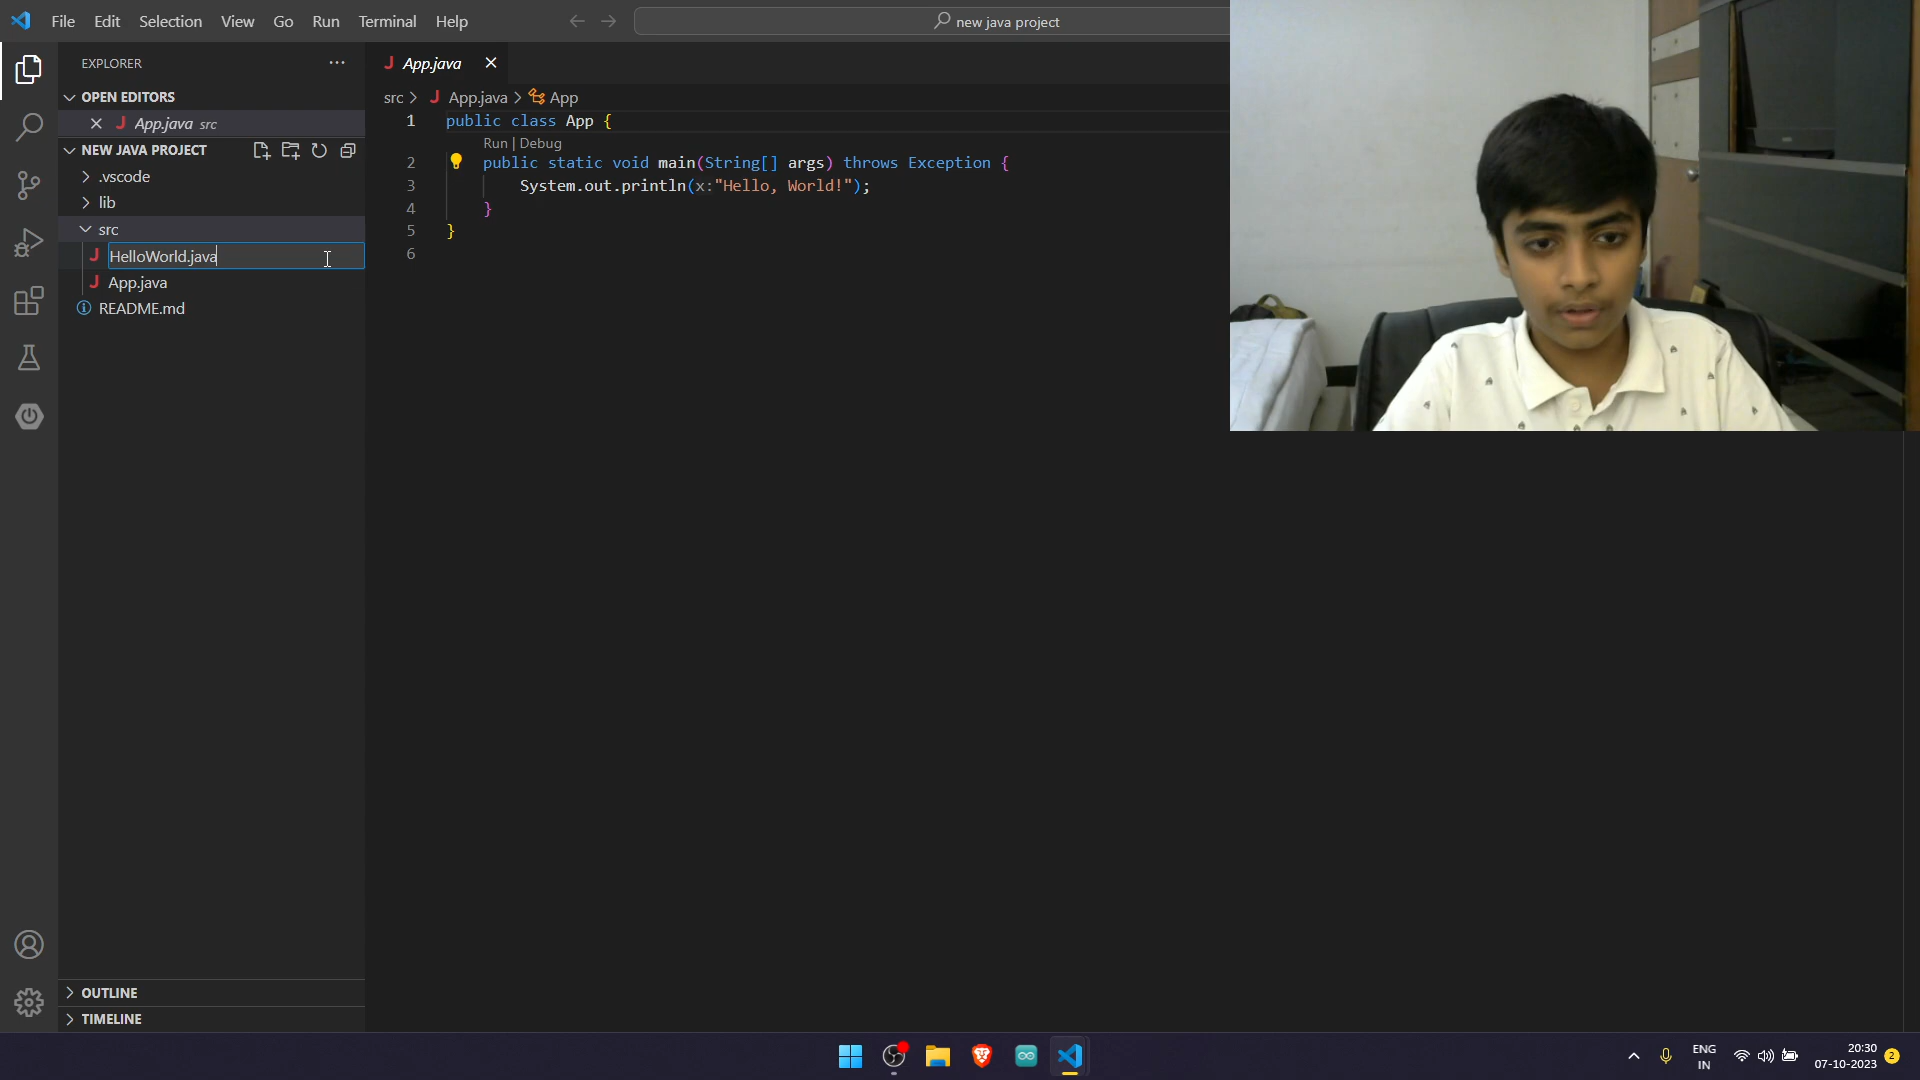 File Edit Selection View Go Run Terminal Help
new java project
EXPLORER
OPEN EDITORS
App.java src
NEW JAVA PROJECT
.vscode
lib
src
HelloWorld.java
App.java
README.md
OUTLINE
TIMELINE
App.java
src > App.java > App
1 public class App {
Run | Debug
2 public static void main(String[] args) throws Exception {
3 System.out.println(x:"Hello, World!");
4 }
5 }
6
ENG
IN
20:30
07-10-2023
2